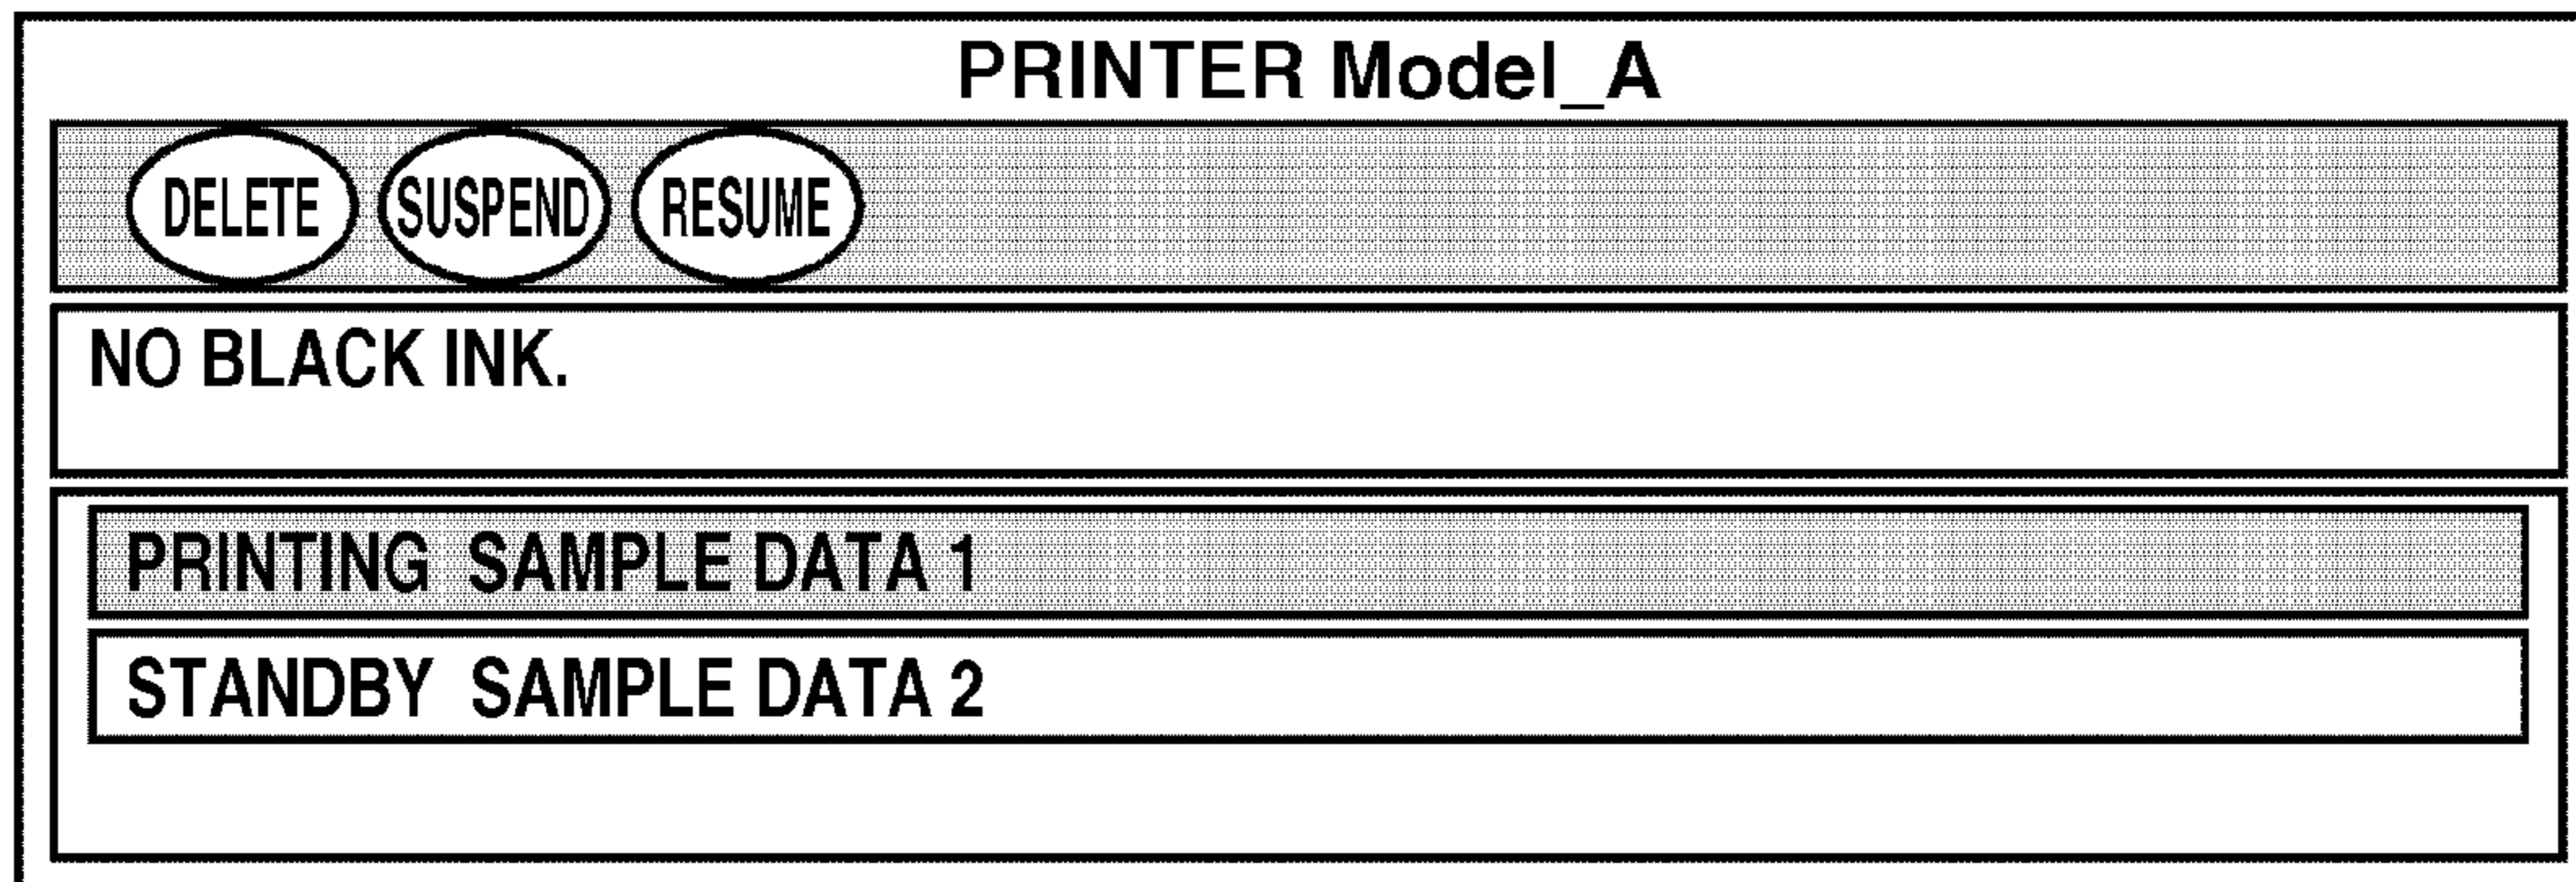 PRINTER Model_A
DELETE SUSPEND RESUME
NO BLACK INK.
PRINTING SAMPLE DATA 1
STANDBY SAMPLE DATA 2